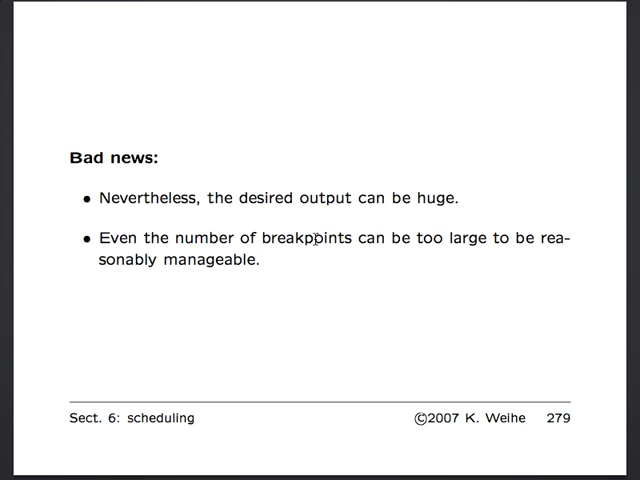 Bad news:
• Nevertheless, the desired output can be huge.
• Even the number of breakpoints can be too large to be rea-
sonably manageable.
Sect. 6: scheduling ©2007 K. Weihe 279